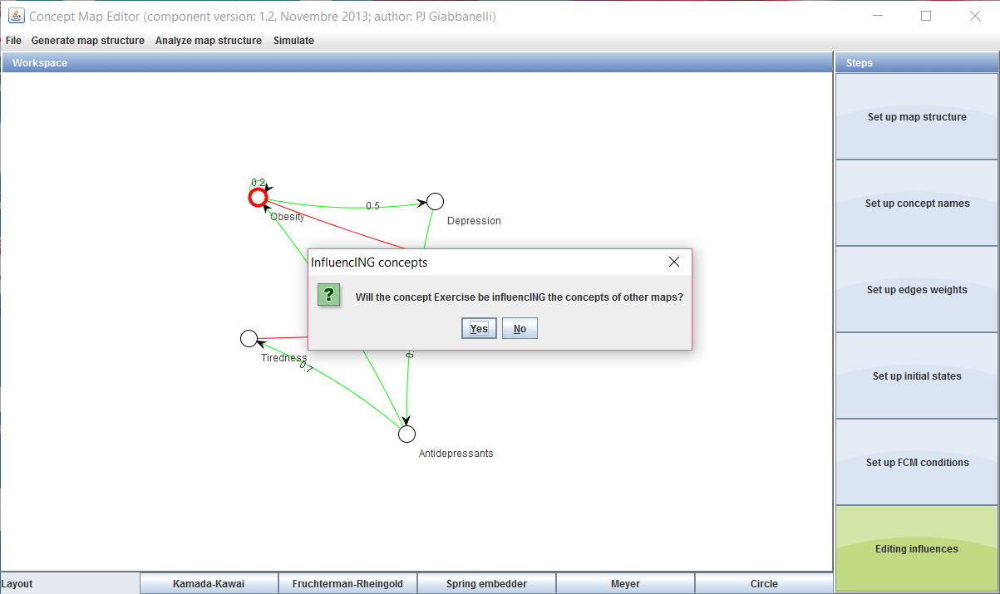 Concept Map Editor (component version: 1.2, Novembre 2013; author: PJ Giabbanelli)
File Generate map structure Analyze map structure Simulate
Workspace
Steps
Set up map structure
Set up concept names
Set up edges weights
Set up initial states
Set up FCM conditions
Editing influences
0.2
Obesity
0.5
Depression
InfluencING concepts
?
Will the concept Exercise be influencING the concepts of other maps?
Yes No
Tiredness
0.7
Antidepressants
Layout Kamada-Kawai Fruchterman-Rheingold Spring embedder Meyer Circle